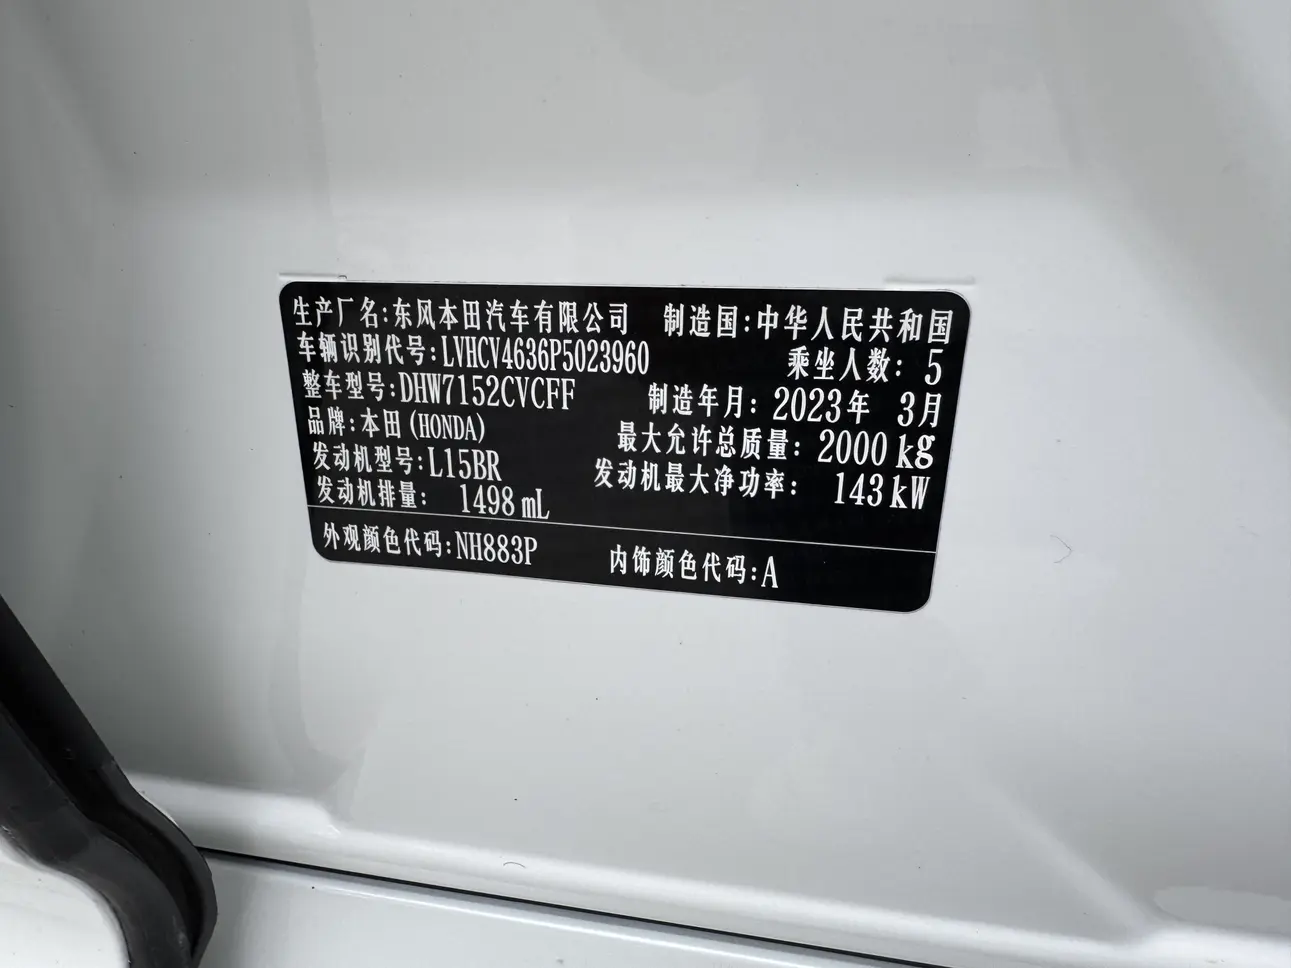 生产厂名:东风本田汽车有限公司 制造国:中华人民共和国
车辆识别代号:LVHCV4636P5023960 乘坐人数: 5
整车型号:DHW7152CVCFF 制造年月: 2023年 3月
品牌:本田(HONDA) 最大允许总质量: 2000 kg
发动机型号:L15BR 发动机最大净功率: 143 kW
发动机排量: 1498 mL
外观颜色代码:NH883P 内饰颜色代码:A